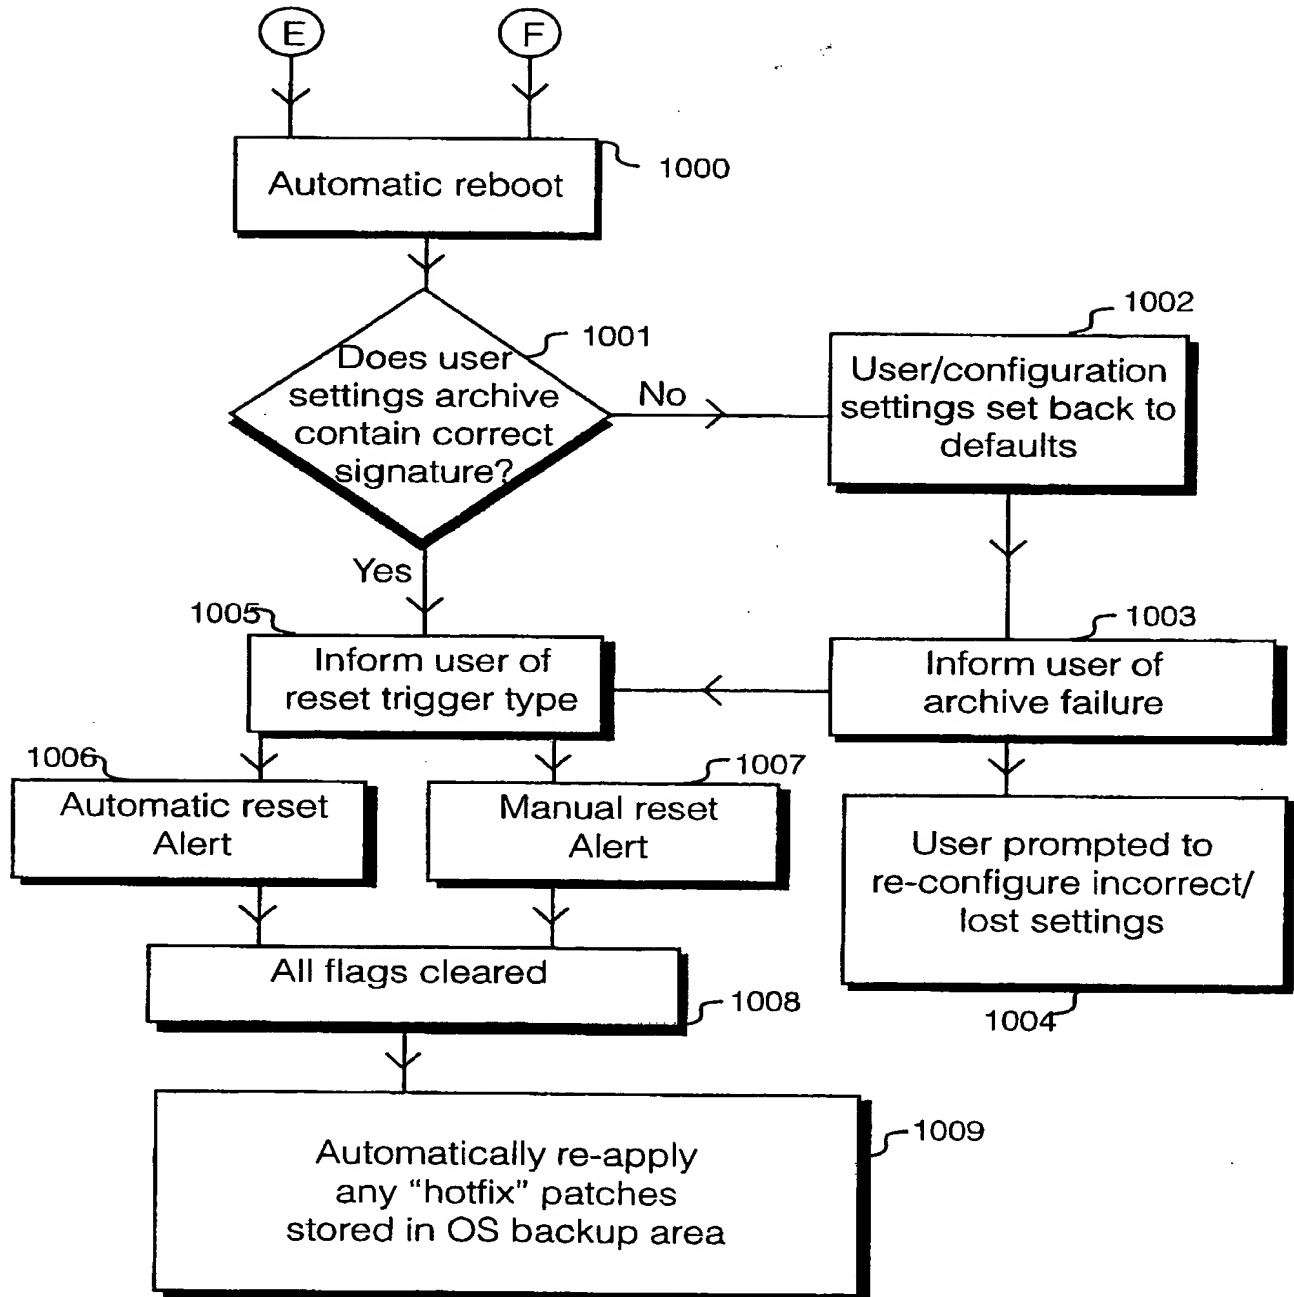 E
F
Automatic reboot
1000
Does user
settings archive
contain correct
signature?
1001
No
Yes
User/configuration
settings set back to
defaults
1002
Inform user of
archive failure
1003
User prompted to
re-configure incorrect/
lost settings
1004
1005
Inform user of
reset trigger type
1006
Automatic reset
Alert
1007
Manual reset
Alert
All flags cleared
1008
Automatically re-apply
any “hotfix” patches
stored in OS backup area
1009